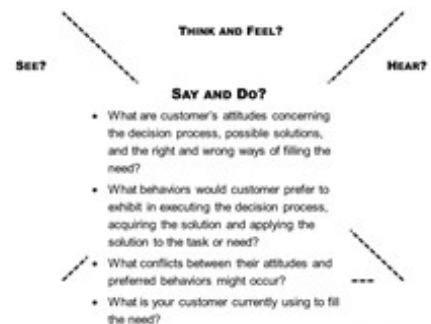 THINK AND FEEL?
SEE?
HEAR?
SAY AND DO?
• What are customer's attitudes concerning
the decision process, possible solutions,
and the right and wrong ways of filling the
need?
• What behaviors would customer prefer to
exhibit in executing the decision process,
acquiring the solution and applying the
solution to the task or need?
• What conflicts between their attitudes and
preferred behaviors might occur?
• What is your customer currently using to fill
the need?